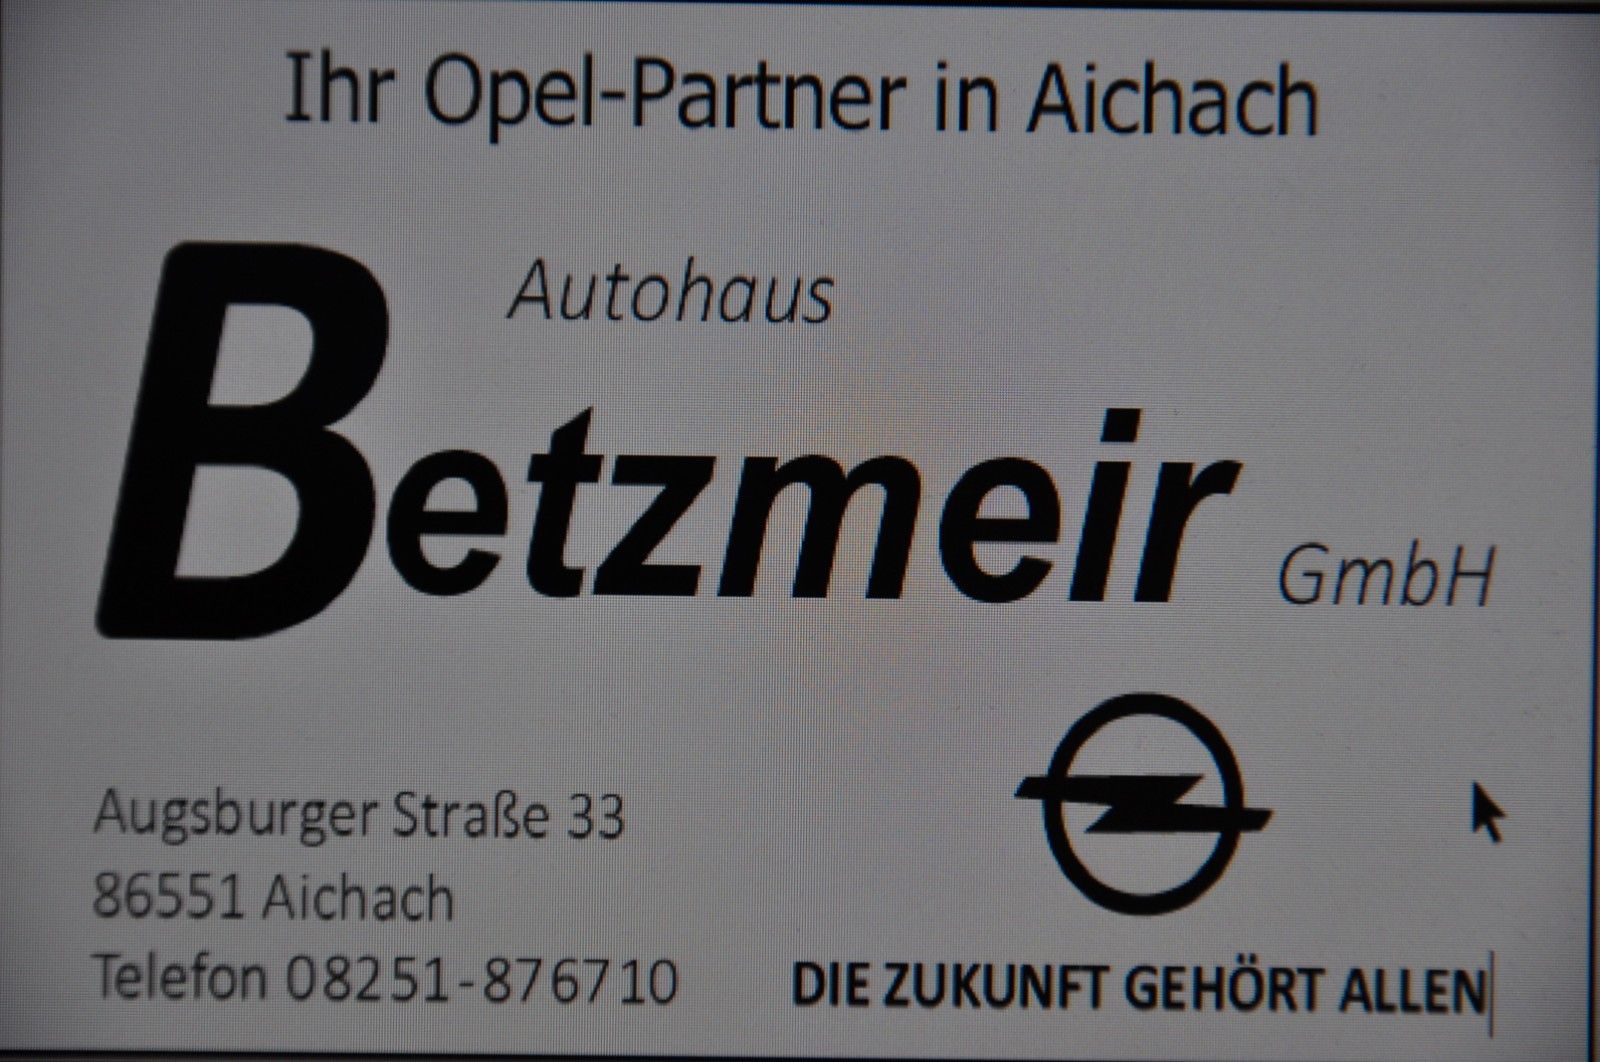 Ihr Opel-Partner in Aichach
Autohaus
Betzmeir GmbH
Augsburger Straße 33
86551 Aichach
Telefon 08251-876710
DIE ZUKUNFT GEHÖRT ALLEN